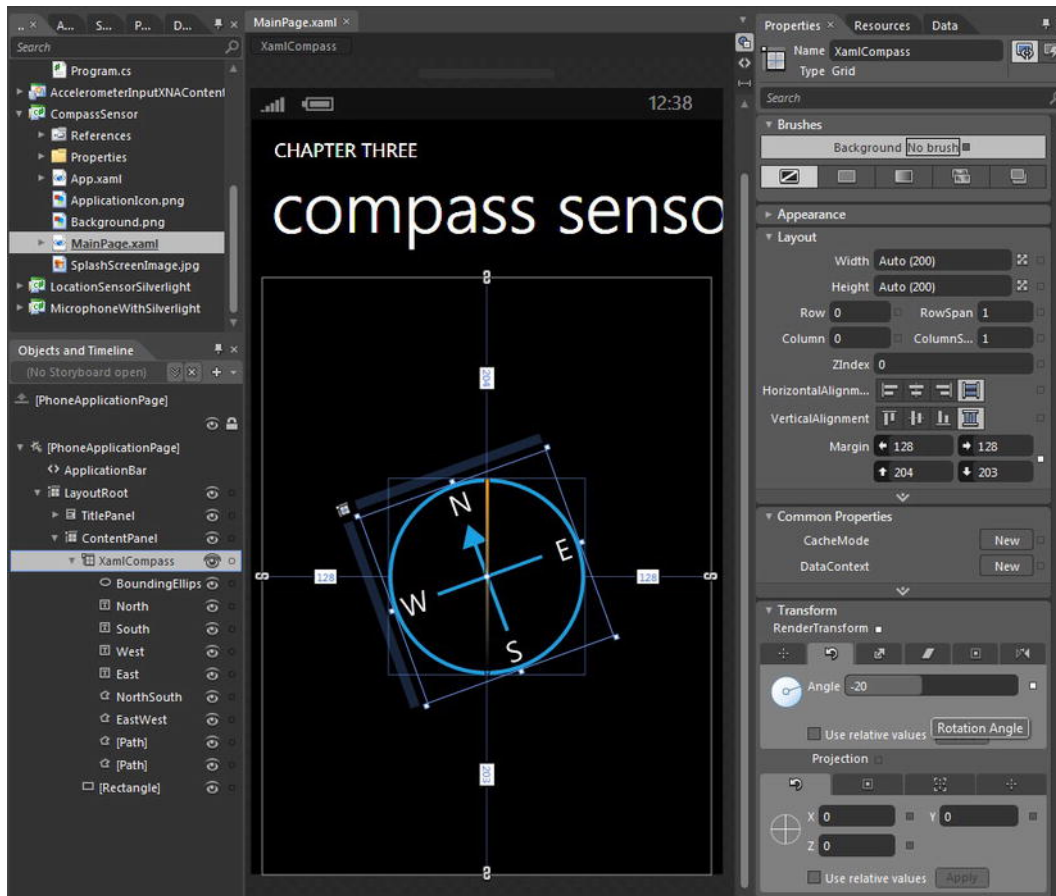 .. × A... S... P... D...
Search
Program.cs
AccelerometerInputXNAContent
CompassSensor
References
Properties
App.xaml
ApplicationIcon.png
Background.png
MainPage.xaml
SplashScreenImage.jpg
LocationSensorSilverlight
MicrophoneWithSilverlight
Objects and Timeline
(No Storyboard open)
[PhoneApplicationPage]
[PhoneApplicationPage]
ApplicationBar
LayoutRoot
TitlePanel
ContentPanel
XamlCompass
BoundingEllips
North
South
West
East
NorthSouth
EastWest
[Path]
[Path]
[Rectangle]
MainPage.xaml ×
XamlCompass
12:38
CHAPTER THREE
compass senso
204
N
E
128
128
W
S
203
Properties × Resources Data
Name XamlCompass
Type Grid
Search
Brushes
Background No brush
Appearance
Layout
Width Auto (200)
Height Auto (200)
Row 0 RowSpan 1
Column 0 ColumnS... 1
ZIndex 0
HorizontalAlignm...
VerticalAlignment
Margin 128 128
204 203
Common Properties
CacheMode New
DataContext New
Transform
RenderTransform
Angle -20
Use relative values Rotation Angle
Projection
X 0 Y 0
Z 0
Use relative values Apply